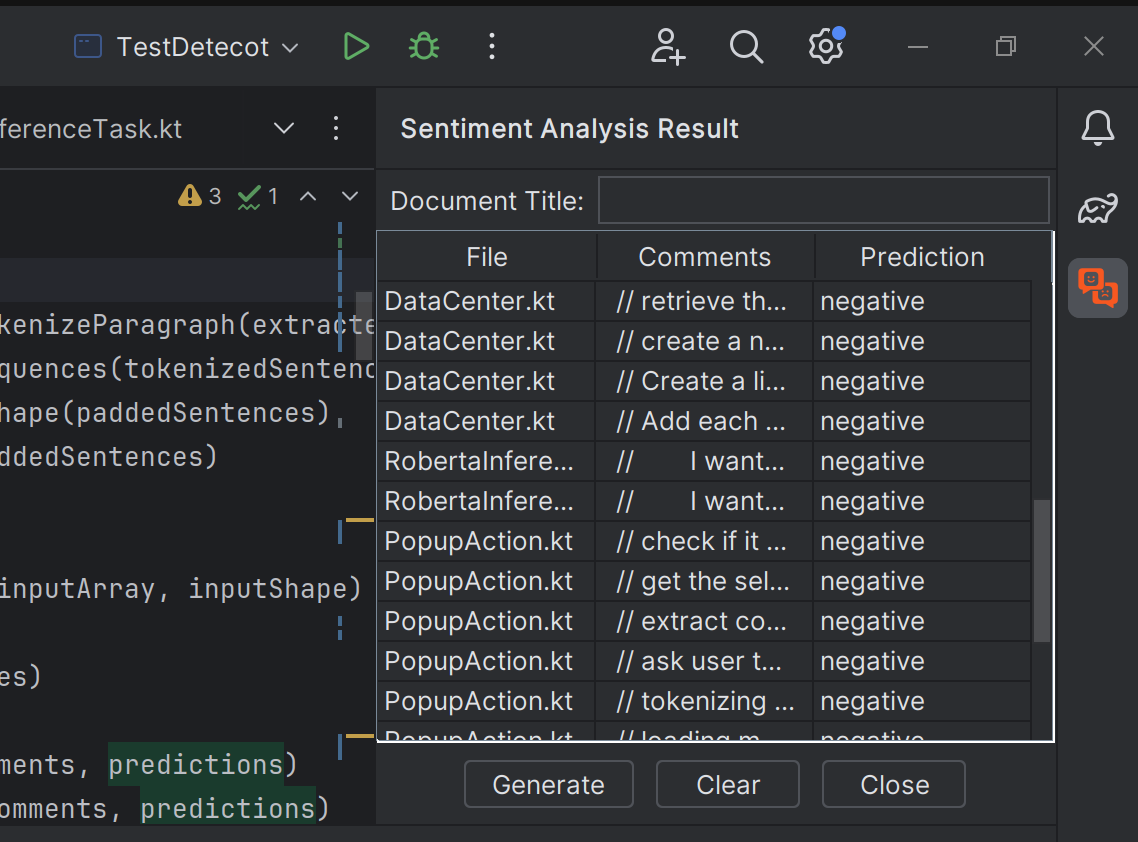 TestDetecot
ferenceTask.kt
3 1
kenizeParagraph(extracte
quences(tokenizedSentenc
hape(paddedSentences)
ddedSentences)
inputArray, inputShape)
es)
ments, predictions)
omments, predictions)
Sentiment Analysis Result
Document Title:
File Comments Prediction
DataCenter.kt // retrieve th... negative
DataCenter.kt // create a n... negative
DataCenter.kt // Create a li... negative
DataCenter.kt // Add each ... negative
RobertaInfere... // I want... negative
RobertaInfere... // I want... negative
PopupAction.kt // check if it ... negative
PopupAction.kt // get the sel... negative
PopupAction.kt // extract co... negative
PopupAction.kt // ask user t... negative
PopupAction.kt // tokenizing ... negative
PopupAction.kt // loading m... negative
Generate Clear Close